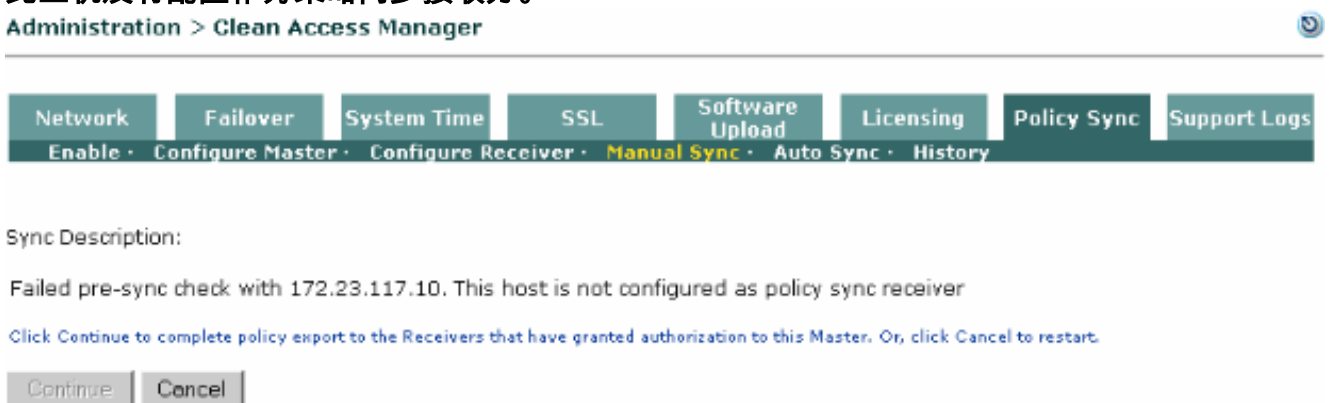 Administration > Clean Access Manager
Network Failover System Time SSL Software Upload Licensing Policy Sync Support Logs
Enable · Configure Master · Configure Receiver · Manual Sync · Auto Sync · History
Sync Description:
Failed pre-sync check with 172.23.117.10. This host is not configured as policy sync receiver
Click Continue to complete policy export to the Receivers that have granted authorization to this Master. Or, click Cancel to restart.
Continue Cancel